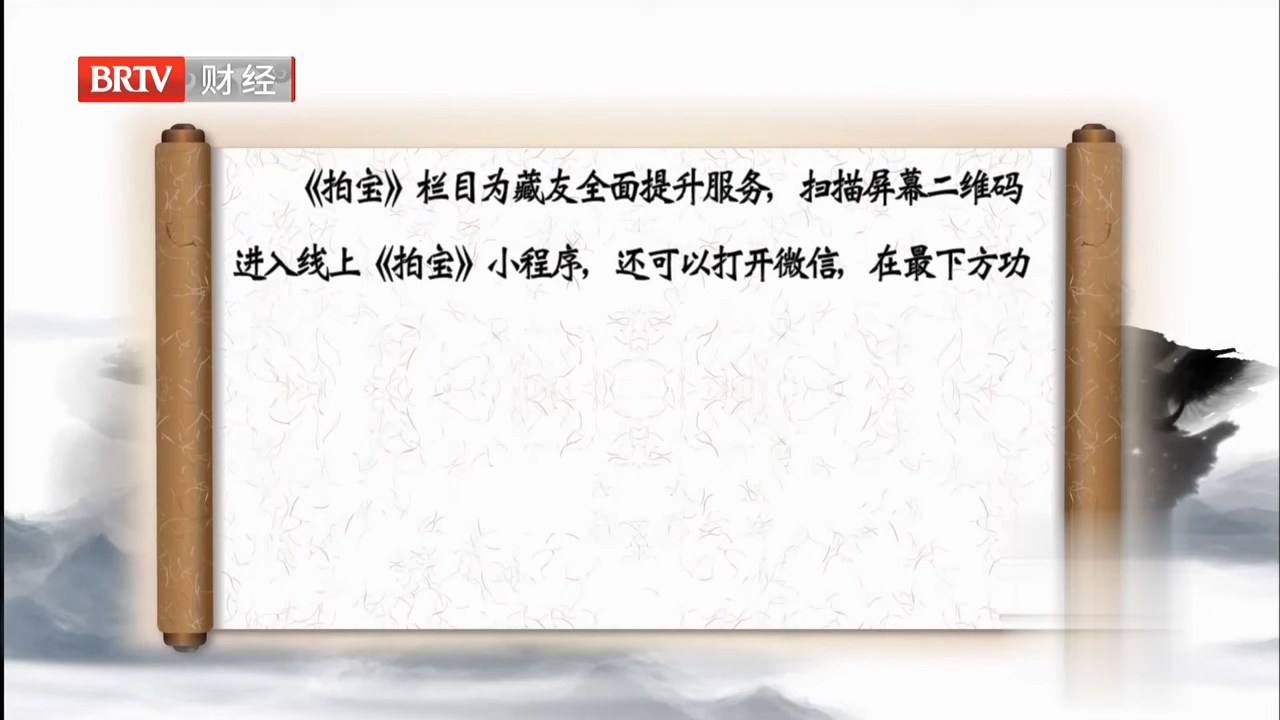 BRTV 财经
《拍宝》栏目为藏友全面提升服务，扫描屏幕二维码
进入线上《拍宝》小程序，还可以打开微信，在最下方功